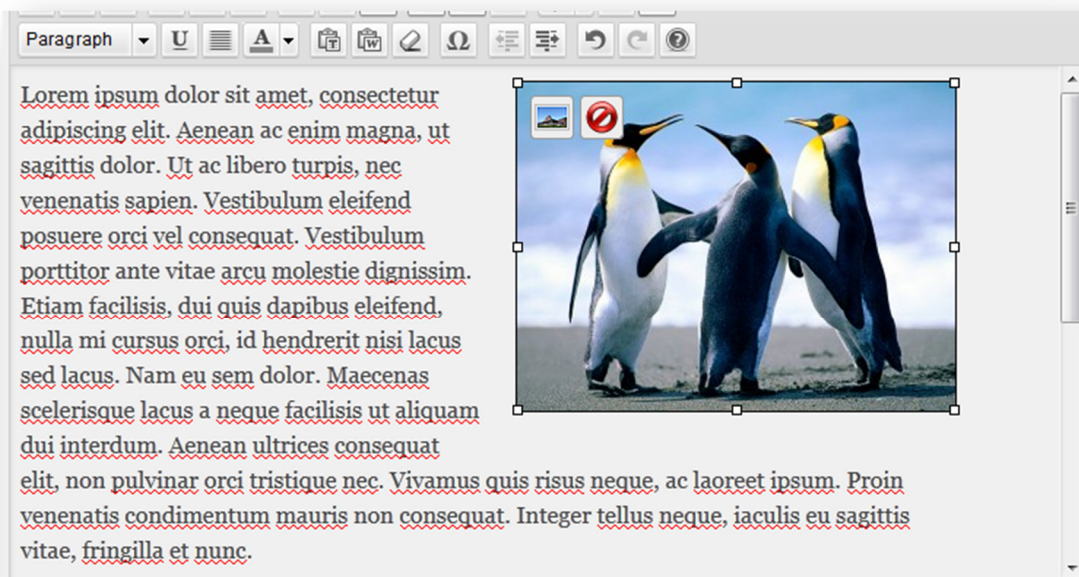 Paragraph
Lorem ipsum dolor sit amet, consectetur
adipiscing elit. Aenean ac enim magna, ut
sagittis dolor. Ut ac libero turpis, nec
venenatis sapien. Vestibulum eleifend
posuere orci vel consequat. Vestibulum
porttitor ante vitae arcu molestie dignissim.
Etiam facilisis, dui quis dapibus eleifend,
nulla mi cursus orci, id hendrerit nisi lacus
sed lacus. Nam eu sem dolor. Maecenas
scelerisque lacus a neque facilisis ut aliquam
dui interdum. Aenean ultrices consequat
elit, non pulvinar orci tristique nec. Vivamus quis risus neque, ac laoreet ipsum. Proin
venenatis condimentum mauris non consequat. Integer tellus neque, iaculis eu sagittis
vitae, fringilla et nunc.